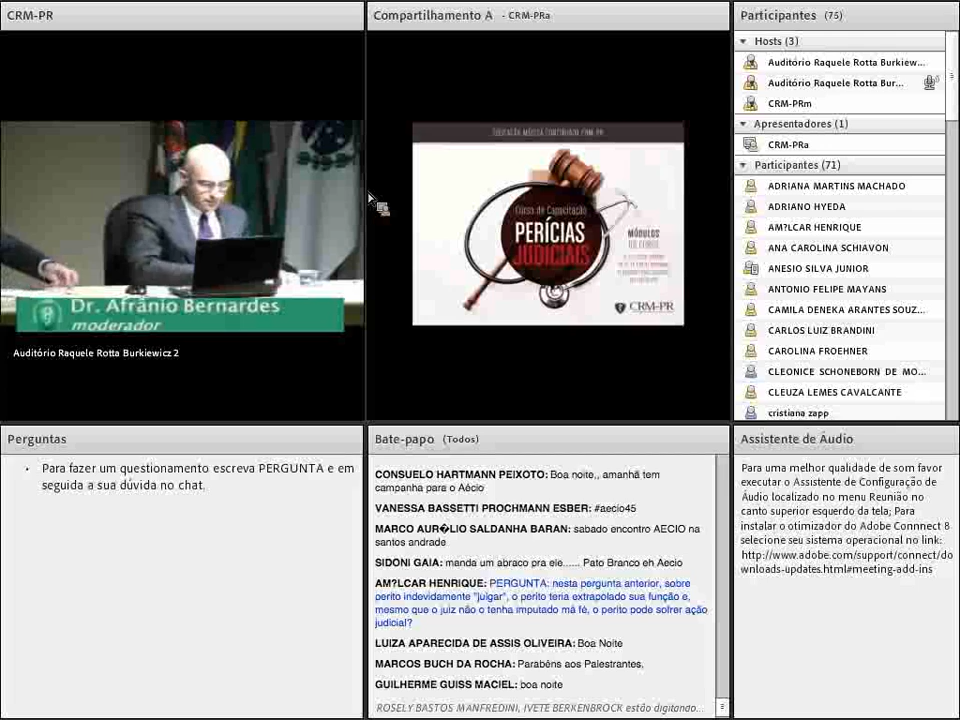 CRM-PR
Dr. Afrânio Bernardes
moderador
Auditório Raquele Rotta Burkiewicz 2
Compartilhamento A - CRM-PRa
EDUCAÇÃO MÉDICA CONTINUADA CRM-PR
Curso de Capacitação
PERÍCIAS
JUDICIAIS
MÓDULOS
CRM-PR
Participantes (75)
Hosts (3)
Auditório Raquele Rotta Burkiew...
Auditório Raquele Rotta Bur...
CRM-PRm
Apresentadores (1)
CRM-PRa
Participantes (71)
ADRIANA MARTINS MACHADO
ADRIANO HYEDA
AM?LCAR HENRIQUE
ANA CAROLINA SCHIAVON
ANESIO SILVA JUNIOR
ANTONIO FELIPE MAYANS
CAMILA DENEKA ARANTES SOUZ...
CARLOS LUIZ BRANDINI
CAROLINA FROEHNER
CLEONICE SCHONEBORN DE MO...
CLEUZA LEMES CAVALCANTE
cristiana zapp
Perguntas
• Para fazer um questionamento escreva PERGUNTA e em
seguida a sua dúvida no chat.
Bate-papo (Todos)
CONSUELO HARTMANN PEIXOTO: Boa noite,, amanhã tem
campanha para o Aécio
VANESSA BASSETTI PROCHMANN ESBER: #aecio45
MARCO AUR�LIO SALDANHA BARAN: sabado encontro AECIO na
santos andrade
SIDONI GAIA: manda um abraco pra ele...... Pato Branco eh Aecio
AM?LCAR HENRIQUE: PERGUNTA: nesta pergunta anterior, sobre
perito indevidamente "julgar", o perito teria extrapolado sua função e,
mesmo que o juiz não o tenha imputado má fé, o perito pode sofrer ação
judicial?
LUIZA APARECIDA DE ASSIS OLIVEIRA: Boa Noite
MARCOS BUCH DA ROCHA: Parabéns aos Palestrantes,
GUILHERME GUISS MACIEL: boa noite
ROSELY BASTOS MANFREDINI, IVETE BERKENBROCK estão digitando...
Assistente de Áudio
Para uma melhor qualidade de som favor
executar o Assistente de Configuração de
Áudio localizado no menu Reunião no
canto superior esquerdo da tela; Para
instalar o otimizador do Adobe Connnect 8
selecione seu sistema operacional no link:
http://www.adobe.com/support/connect/do
wnloads-updates.html#meeting-add-ins